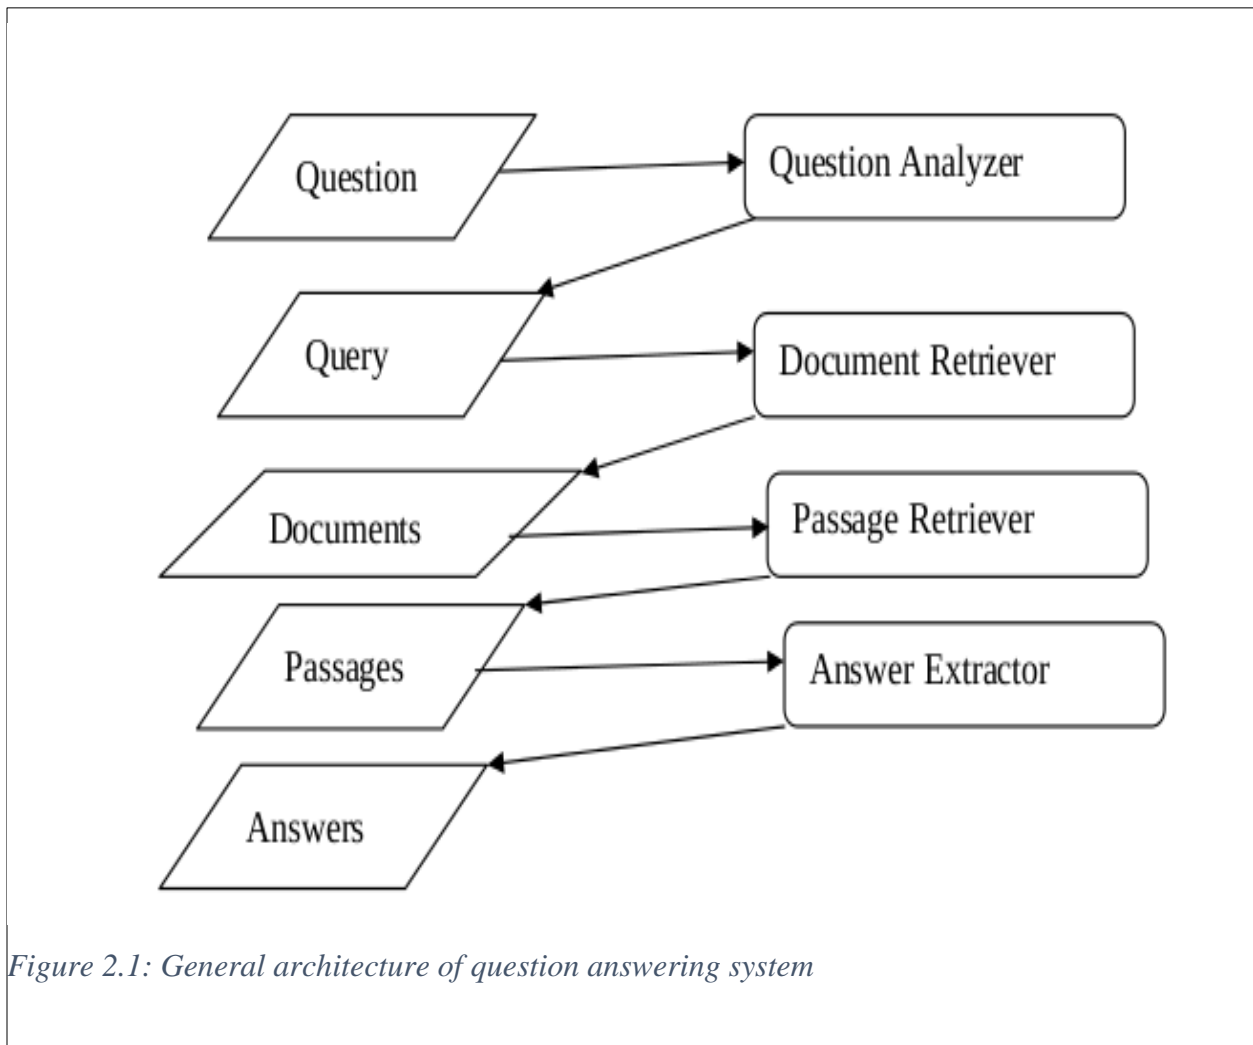 Question
Question Analyzer
Query
Document Retriever
Documents
Passage Retriever
Passages
Answer Extractor
Answers
Figure 2.1: General architecture of question answering system